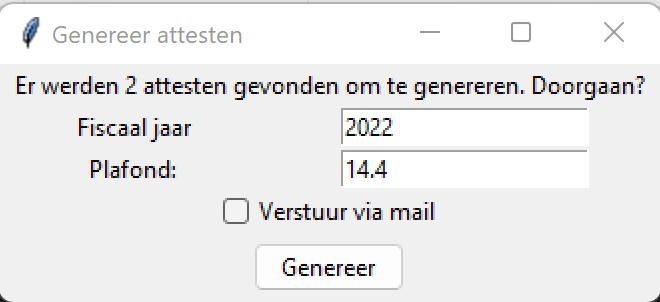 Genereer attesten
Er werden 2 attesten gevonden om te genereren. Doorgaan?
Fiscaal jaar 2022
Plafond: 14.4
Verstuur via mail
Genereer